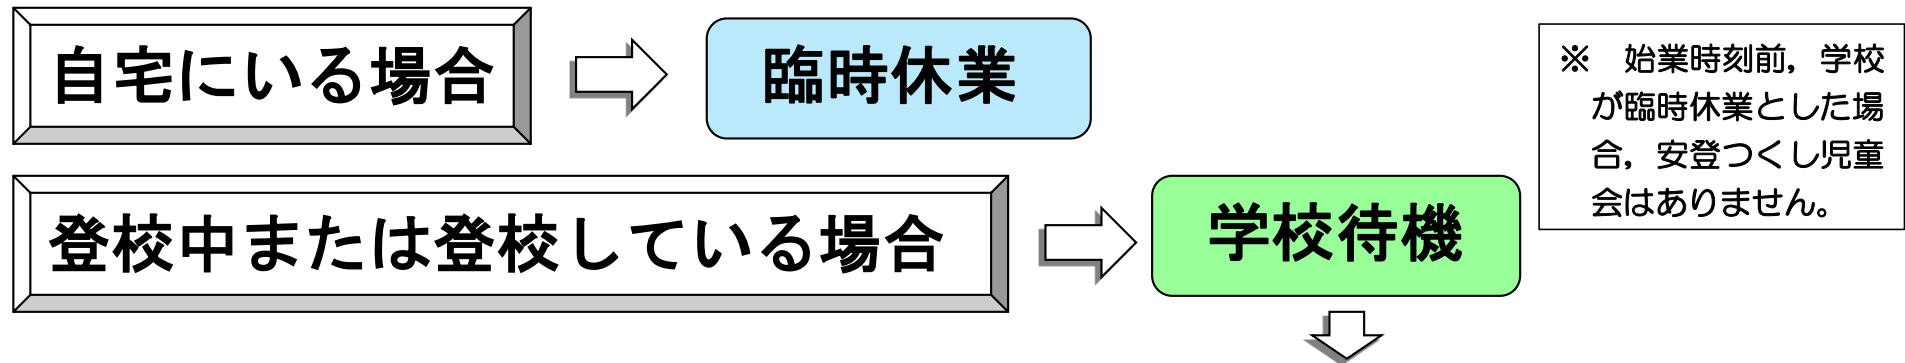 自宅にいる場合
臨時休業
※　始業時刻前，学校
が臨時休業とした場
合，安登つくし児童
会はありません。
登校中または登校している場合
学校待機